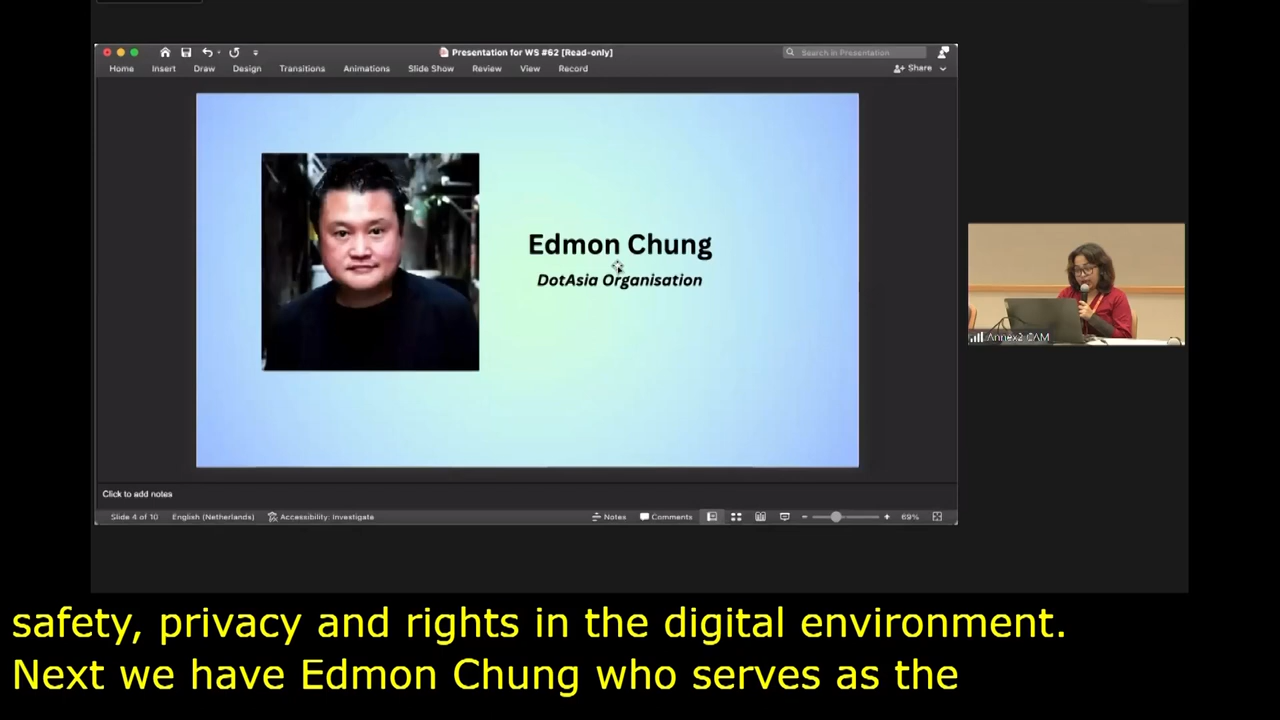 Presentation for WS #62 [Read-only]
Search in Presentation
Home Insert Draw Design Transitions Animations Slide Show Review View Record
Share
Edmon Chung
DotAsia Organisation
Annex2 CAM
Click to add notes
Slide 4 of 10 English (Netherlands) Accessibility: Investigate Notes Comments 69%
safety, privacy and rights in the digital environment.
Next we have Edmon Chung who serves as the